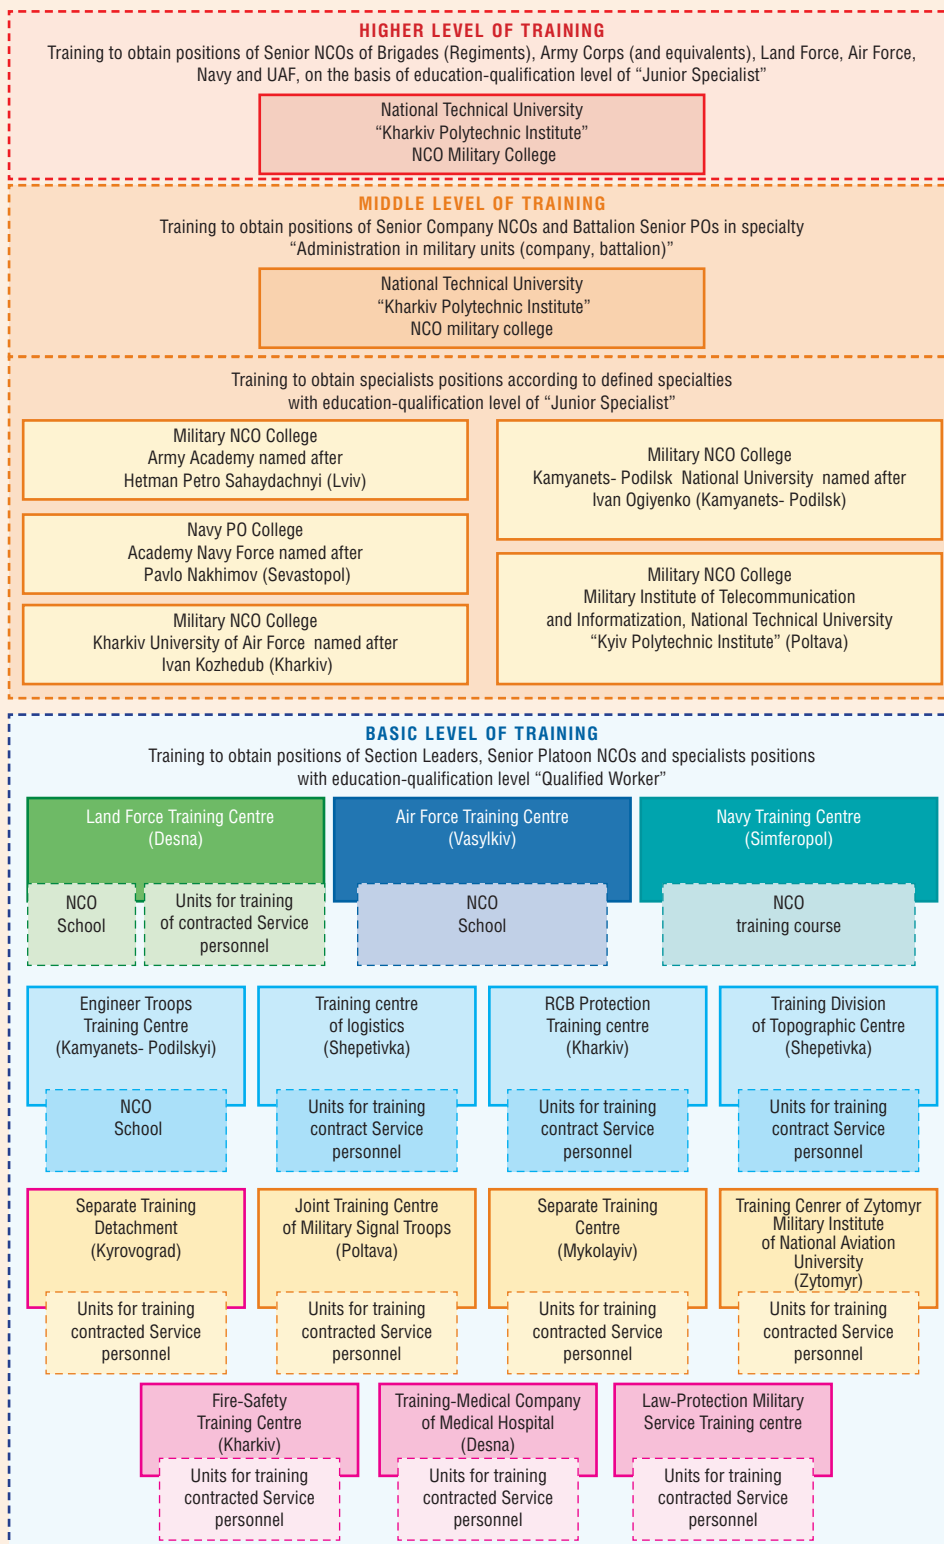 HIGHER LEVEL OF TRAINING
Training to obtain positions of Senior NCOs of Brigades (Regiments), Army Corps (and equivalents), Land Force, Air Force,
Navy and UAF, on the basis of education-qualification level of “Junior Specialist”
National Technical University
“Kharkiv Polytechnic Institute”
NCO Military College
MIDDLE LEVEL OF TRAINING
Training to obtain positions of Senior Company NCOs and Battalion Senior POs in specialty
“Administration in military units (company, battalion)”
National Technical University
“Kharkiv Polytechnic Institute”
NCO military college
Training to obtain specialists positions according to defined specialties
with education-qualification level of “Junior Specialist”
Military NCO College
Army Academy named after
Hetman Petro Sahaydachnyi (Lviv)
Navy PO College
Academy Navy Force named after
Pavlo Nakhimov (Sevastopol)
Military NCO College
Kharkiv University of Air Force named after
Ivan Kozhedub (Kharkiv)
Military NCO College
Kamyanets- Podilsk National University named after
Ivan Ogiyenko (Kamyanets- Podilsk)
Military NCO College
Military Institute of Telecommunication
and Informatization, National Technical University
“Kyiv Polytechnic Institute” (Poltava)
BASIC LEVEL OF TRAINING
Training to obtain positions of Section Leaders, Senior Platoon NCOs and specialists positions
with education-qualification level “Qualified Worker”
Land Force Training Centre
(Desna)
NCO
School
Units for training
of contracted Service
personnel
Air Force Training Centre
(Vasylkiv)
NCO
School
Navy Training Centre
(Simferopol)
NCO
training course
Engineer Troops
Training Centre
(Kamyanets- Podilskyi)
NCO
School
Training centre
of logistics
(Shepetivka)
Units for training
contract Service
personnel
RCB Protection
Training centre
(Kharkiv)
Units for training
contract Service
personnel
Training Division
of Topographic Centre
(Shepetivka)
Units for training
contract Service
personnel
Separate Training
Detachment
(Kyrovograd)
Units for training
contracted Service
personnel
Joint Training Centre
of Military Signal Troops
(Poltava)
Units for training
contracted Service
personnel
Separate Training
Centre
(Mykolayiv)
Units for training
contracted Service
personnel
Training Cenrer of Zytomyr
Military Institute
of National Aviation
University
(Zytomyr)
Units for training
contracted Service
personnel
Fire-Safety
Training Centre
(Kharkiv)
Units for training
contracted Service
personnel
Training-Medical Company
of Medical Hospital
(Desna)
Units for training
contracted Service
personnel
Law-Protection Military
Service Training centre
Units for training
contracted Service
personnel